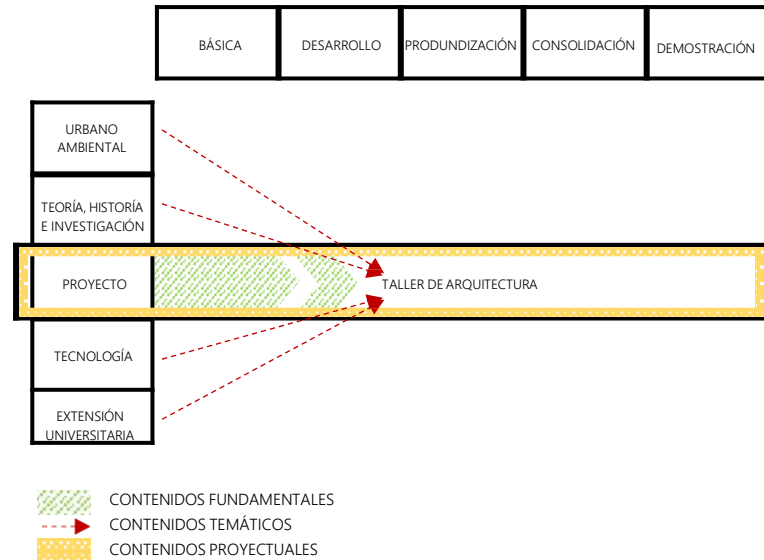 BÁSICA
DESARROLLO
PRODUNDIZACIÓN
CONSOLIDACIÓN
DEMOSTRACIÓN
URBANO
AMBIENTAL
TEORÍA, HISTORÍA
E INVESTIGACIÓN
PROYECTO
TALLER DE ARQUITECTURA
TECNOLOGÍA
EXTENSIÓN
UNIVERSITARIA
CONTENIDOS FUNDAMENTALES
CONTENIDOS TEMÁTICOS
CONTENIDOS PROYECTUALES